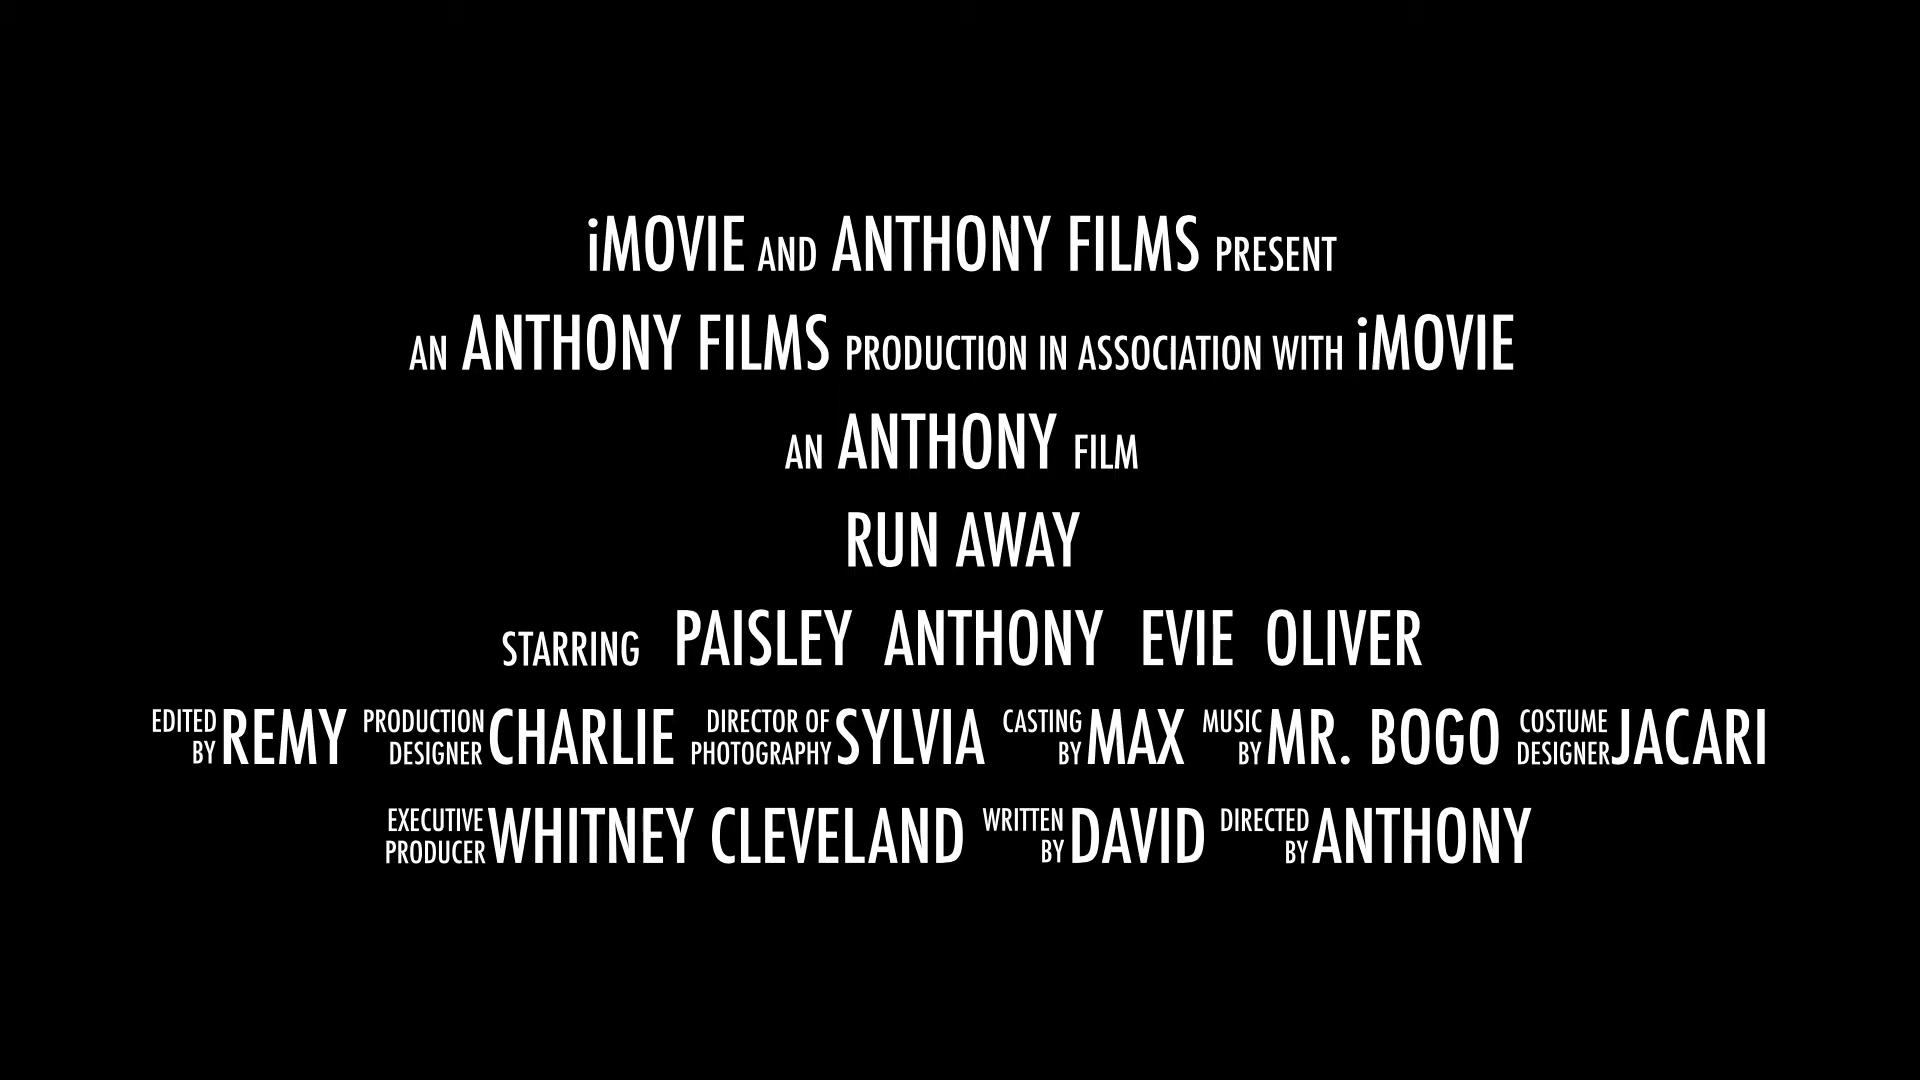 iMOVIE AND ANTHONY FILMS PRESENT
AN ANTHONY FILMS PRODUCTION IN ASSOCIATION WITH iMOVIE
AN ANTHONY FILM
RUN AWAY
STARRING PAISLEY ANTHONY EVIE OLIVER
EDITED BY REMY PRODUCTION DESIGNER CHARLIE DIRECTOR OF PHOTOGRAPHY SYLVIA CASTING BY MAX MUSIC BY MR. BOGO COSTUME DESIGNER JACARI
EXECUTIVE PRODUCER WHITNEY CLEVELAND WRITTEN BY DAVID DIRECTED BY ANTHONY